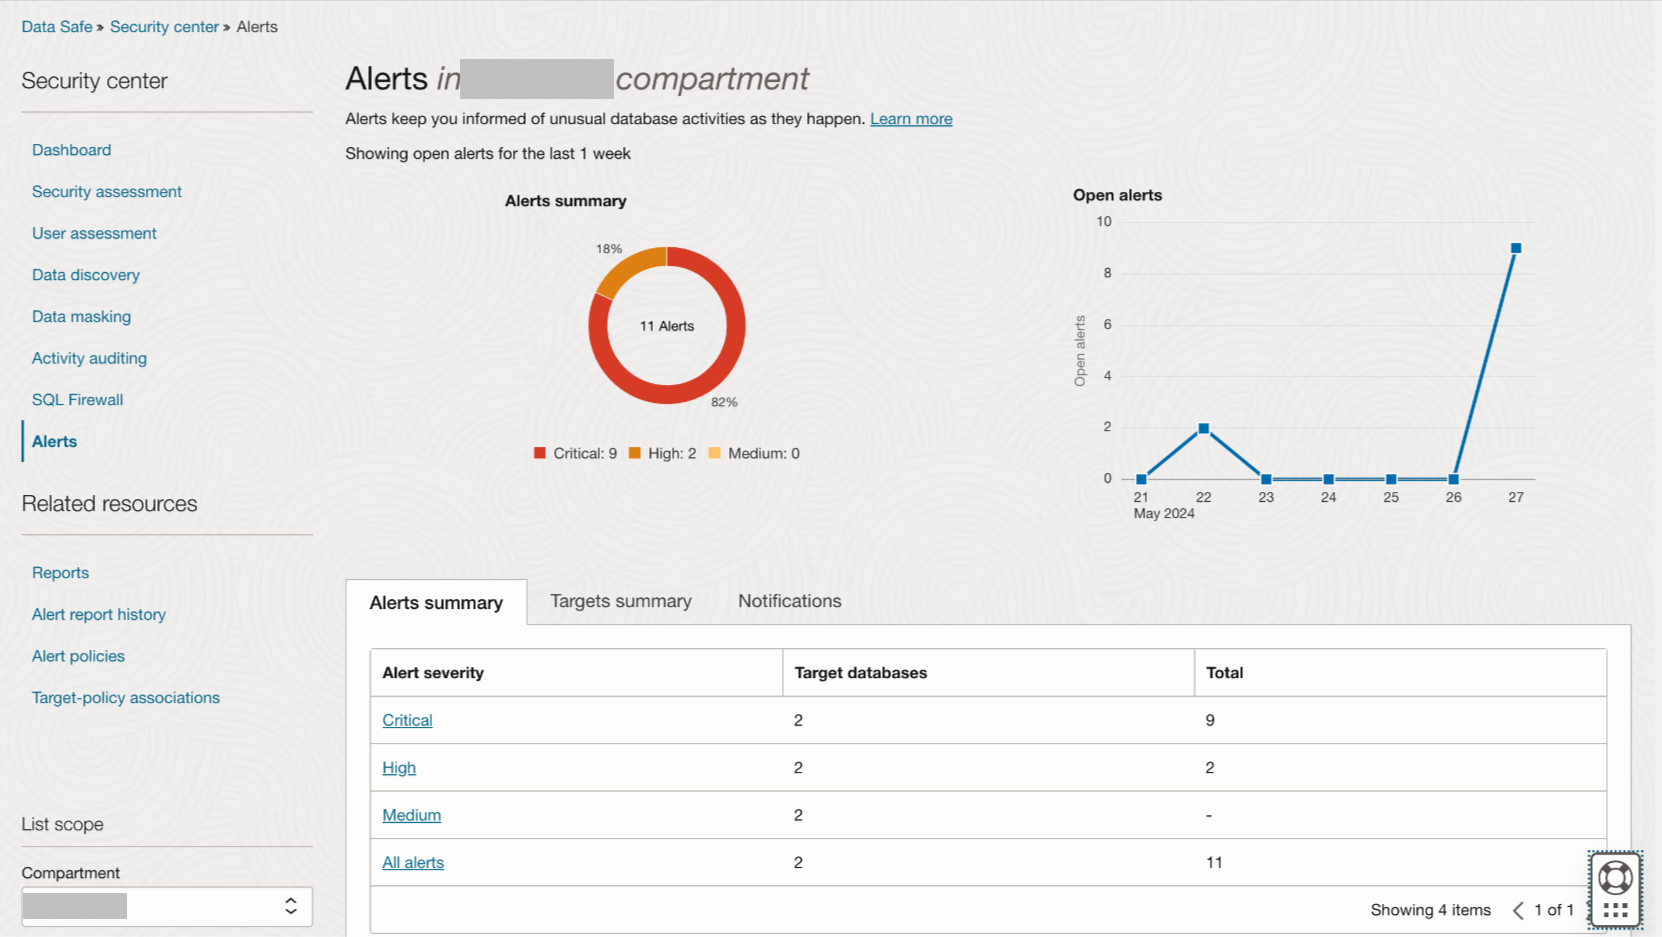 Data Safe » Security center » Alerts
Security center
Dashboard
Security assessment
User assessment
Data discovery
Data masking
Activity auditing
SQL Firewall
Alerts
Related resources
Reports
Alert report history
Alert policies
Target-policy associations
List scope
Compartment
Alerts in compartment
Alerts keep you informed of unusual database activities as they happen. Learn more
Showing open alerts for the last 1 week
Alerts summary
18%
11 Alerts
82%
Critical: 9 High: 2 Medium: 0
Open alerts
Open alerts
10
8
6
4
2
0
21 22 23 24 25 26 27
May 2024
Alerts summary Targets summary Notifications
Alert severity Target databases Total
Critical 2 9
High 2 2
Medium 2 -
All alerts 2 11
Showing 4 items 1 of 1